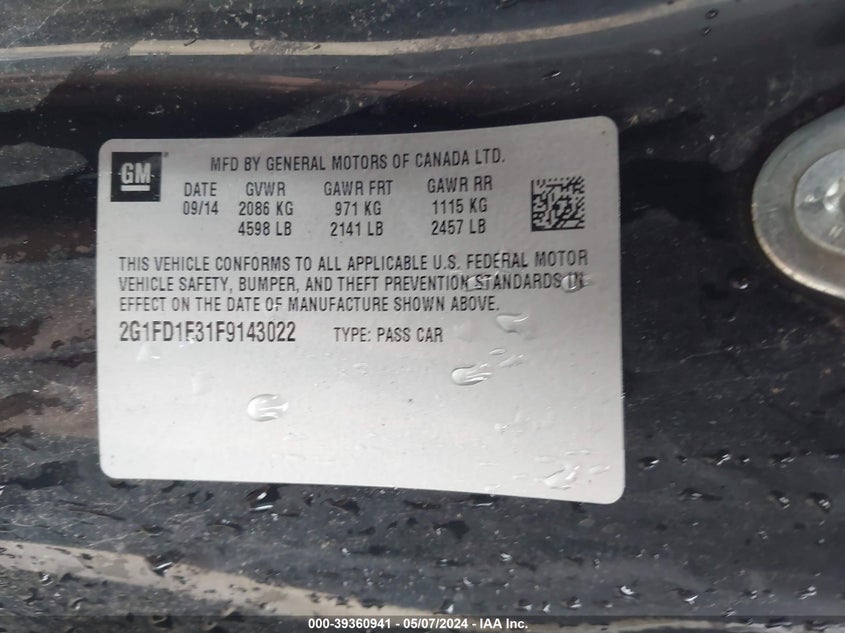 GM
MFD BY GENERAL MOTORS OF CANADA LTD.
DATE GVWR GAWR FRT GAWR RR
09/14 2086 KG 971 KG 1115 KG
4598 LB 2141 LB 2457 LB
THIS VEHICLE CONFORMS TO ALL APPLICABLE U.S. FEDERAL MOTOR
VEHICLE SAFETY, BUMPER, AND THEFT PREVENTION STANDARDS IN
EFFECT ON THE DATE OF MANUFACTURE SHOWN ABOVE.
2G1FD1E31F9143022 TYPE: PASS CAR
000-39360941 - 05/07/2024 - IAA Inc.